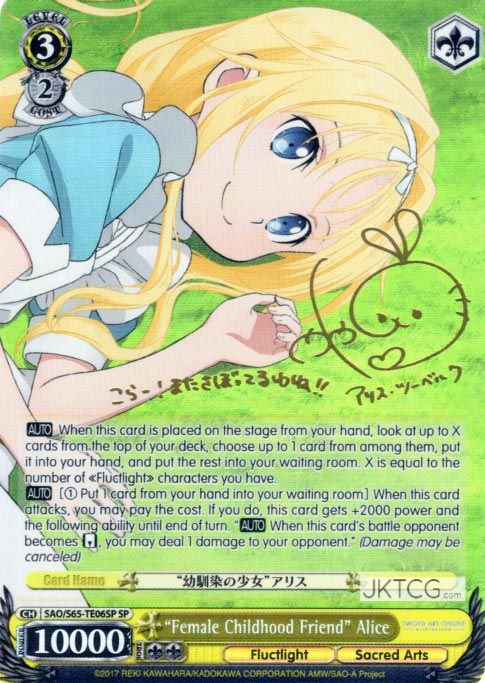 LEVEL
3
2
COST
こらー！またさぼってるわね!!
アリス・ツーベルク
AUTO When this card is placed on the stage from your hand, look at up to X
cards from the top of your deck, choose up to 1 card from among them, put
it into your hand, and put the rest into your waiting room. X is equal to the
number of «Fluctlight» characters you have.
AUTO [① Put 1 card from your hand into your waiting room] When this card
attacks, you may pay the cost. If you do, this card gets +2000 power and
the following ability until end of turn. "AUTO When this card's battle opponent
becomes, you may deal 1 damage to your opponent." (Damage may be
canceled)
Card Name
“幼馴染の少女”アリス
JKTCG.com
CH SAO/S65-TE06SP SP
POWER 10000 SOUL
“Female Childhood Friend” Alice
SWORD ART ONLINE
ALICIZATION
Fluctlight Sacred Arts
©2017 REKI KAWAHARA/KADOKAWA CORPORATION AMW/SAO-A Project